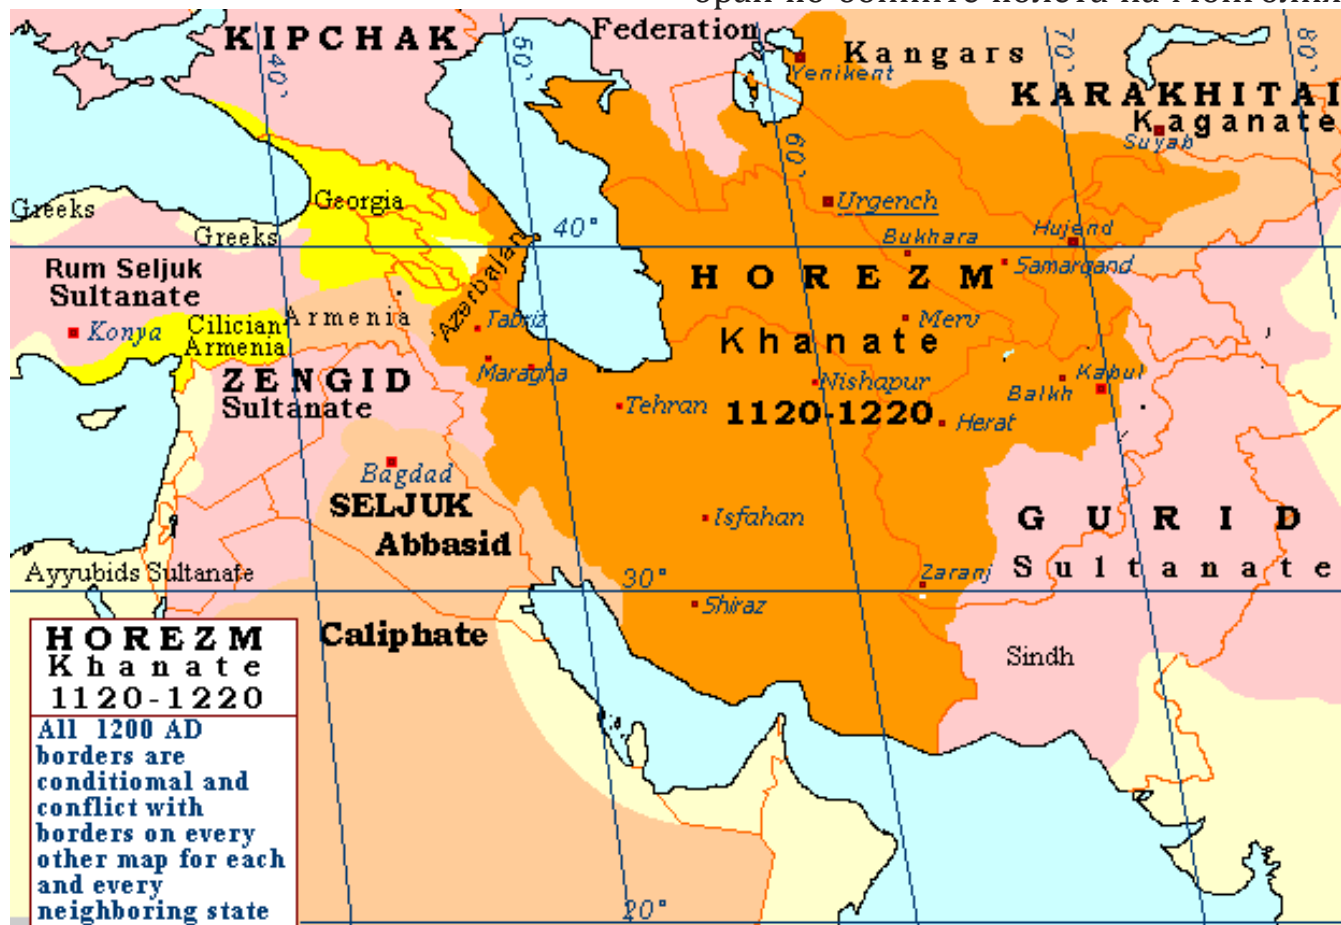 KIPCHAK
Federation
Kangars
Yenikent
KARAKHITAI
Kaganate
Suyab
40°
50°
60°
70°
80°
Greeks
Georgia
Greeks
40°
Urgench
Bukhara
Hujend
Samarqand
Rum Seljuk
Sultanate
Konya
Cilician
Armenia
Armenia
Azerbaijan
Tabriz
Maragha
HOREZM
Khanate
1120-1220
Merv
Nishapur
Tehran
Herat
Balkh
Kabul
ZENGID
Sultanate
Bagdad
SELJUK
Abbasid
Caliphate
Isfahan
GURID
Sultanate
Ayyubids Sultanate
30°
Shiraz
Zaranj
Sindh
20°
HOREZM
Khanate
1120-1220
All 1200 AD
borders are
conditiomal and
conflict with
borders on every
other map for each
and every
neighboring state